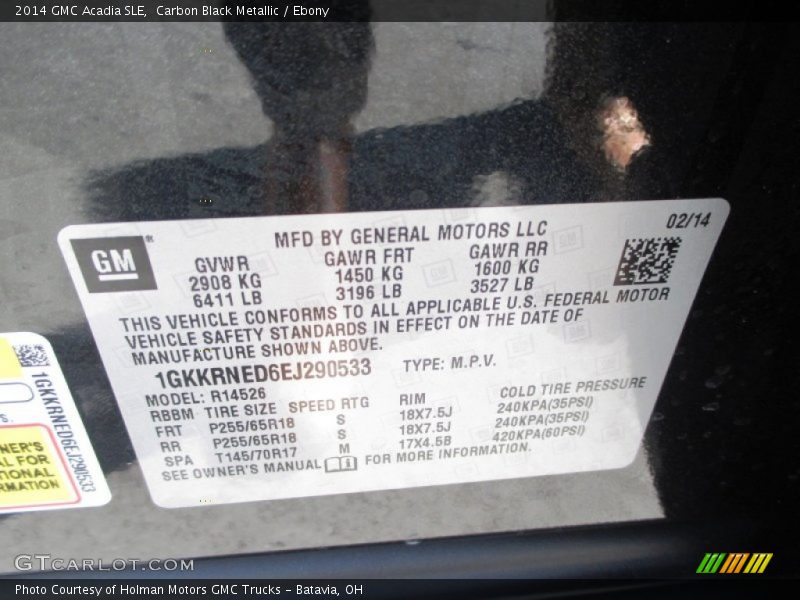 2014 GMC Acadia SLE, Carbon Black Metallic / Ebony
02/14
GM
MFD BY GENERAL MOTORS LLC
GVWR GAWR FRT GAWR RR
2908 KG 1450 KG 1600 KG
6411 LB 3196 LB 3527 LB
THIS VEHICLE CONFORMS TO ALL APPLICABLE U.S. FEDERAL MOTOR
VEHICLE SAFETY STANDARDS IN EFFECT ON THE DATE OF
MANUFACTURE SHOWN ABOVE.
1GKKRNED6EJ290533 TYPE: M.P.V.
MODEL: R14526
RBBM TIRE SIZE SPEED RTG RIM COLD TIRE PRESSURE
FRT P255/65R18 S 18X7.5J 240KPA(35PSI)
RR P255/65R18 S 18X7.5J 240KPA(35PSI)
SPA T145/70R17 M 17X4.5B 420KPA(60PSI)
SEE OWNER'S MANUAL FOR MORE INFORMATION.
1GKKRNED6EJ290533
S.
NER'S
AL FOR
TIONAL
RMATION
GTCARLOT.COM
Photo Courtesy of Holman Motors GMC Trucks - Batavia, OH